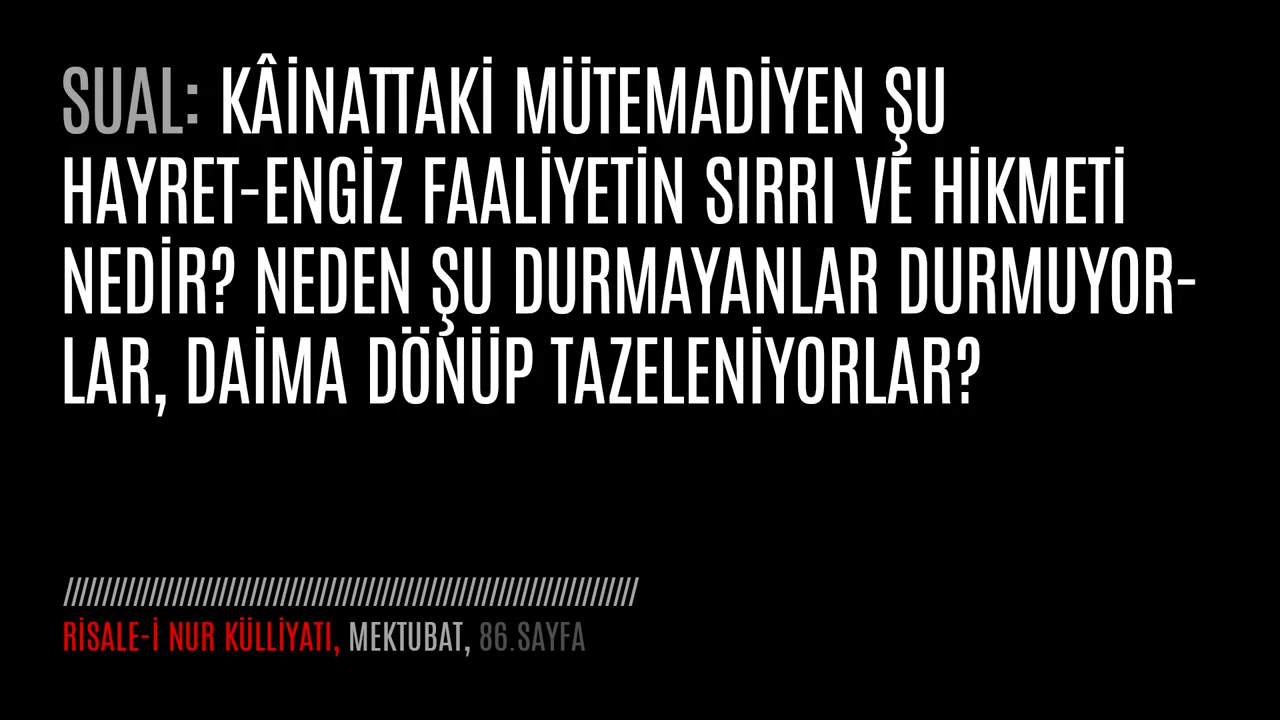 SUAL: KÂİNATTAKİ MÜTEMADİYEN ŞU
HAYRET-ENGİZ FAALİYETİN SIRRI VE HİKMETİ
NEDİR? NEDEN ŞU DURMAYANLAR DURMUYOR-
LAR, DAİMA DÖNÜP TAZELENİYORLAR?
////////////////////////////////////////////////////////////////////////
RİSALE-İ NUR KÜLLİYATI, MEKTUBAT, 86.SAYFA